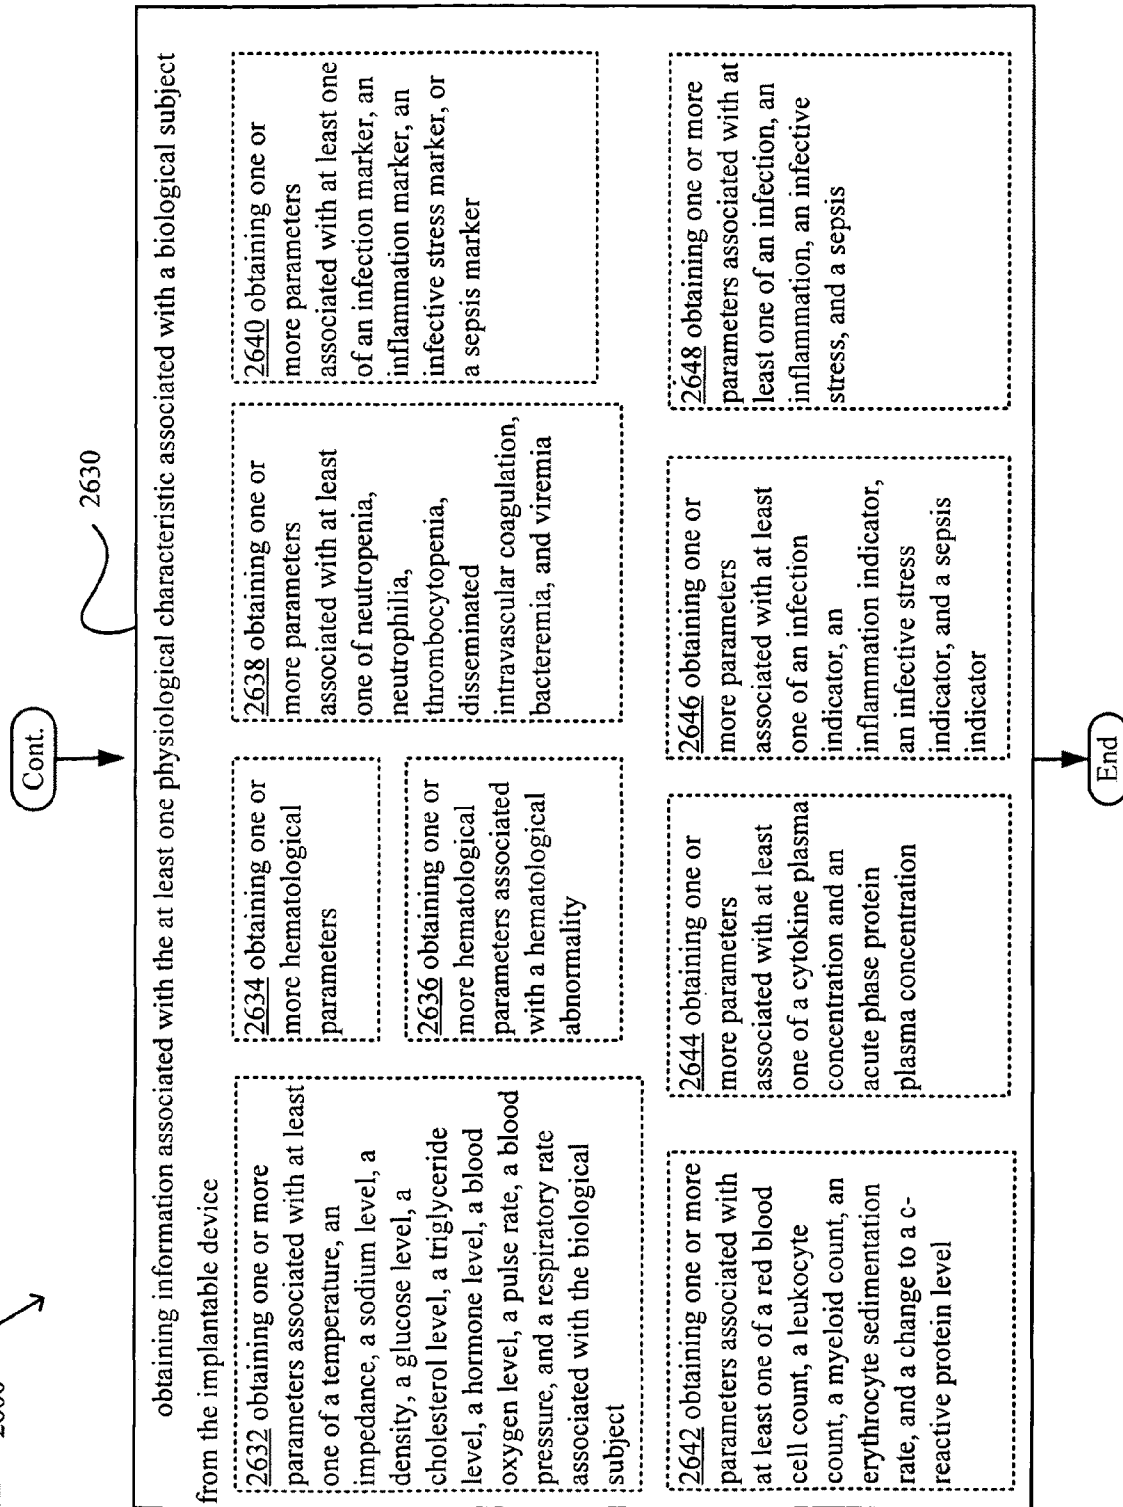 Cont.
2630
obtaining information associated with the at least one physiological characteristic associated with a biological subject
from the implantable device
2632 obtaining one or more
parameters associated with at least
one of a temperature, an
impedance, a sodium level, a
density, a glucose level, a
cholesterol level, a triglyceride
level, a hormone level, a blood
oxygen level, a pulse rate, a blood
pressure, and a respiratory rate
associated with the biological
subject
2634 obtaining one or
more hematological
parameters
2636 obtaining one or
more hematological
parameters associated
with a hematological
abnormality
2638 obtaining one or
more parameters
associated with at least
one of neutropenia,
neutrophilia,
thrombocytopenia,
disseminated
intravascular coagulation,
bacteremia, and viremia
2640 obtaining one or
more parameters
associated with at least one
of an infection marker, an
inflammation marker, an
infective stress marker, or
a sepsis marker
2642 obtaining one or more
parameters associated with
at least one of a red blood
cell count, a leukocyte
count, a myeloid count, an
erythrocyte sedimentation
rate, and a change to a c-
reactive protein level
2644 obtaining one or
more parameters
associated with at least
one of a cytokine plasma
concentration and an
acute phase protein
plasma concentration
2646 obtaining one or
more parameters
associated with at least
one of an infection
indicator, an
inflammation indicator,
an infective stress
indicator, and a sepsis
indicator
2648 obtaining one or more
parameters associated with at
least one of an infection, an
inflammation, an infective
stress, and a sepsis
End